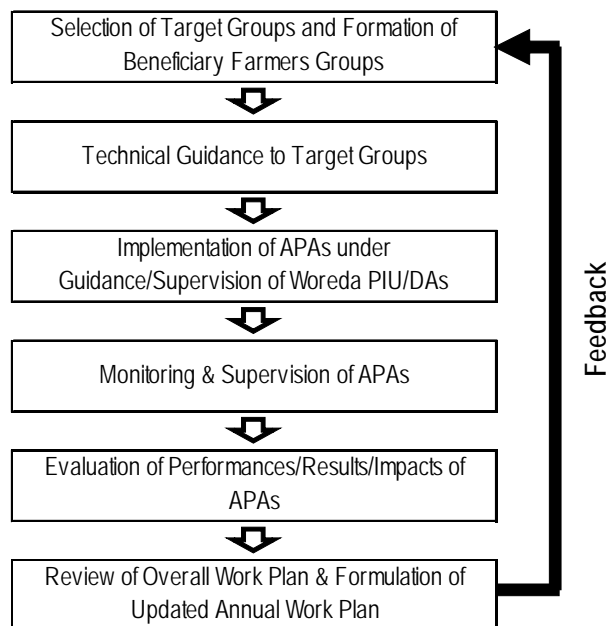 Selection of Target Groups and Formation of
Beneficiary Farmers Groups
Technical Guidance to Target Groups
Implementation of APAs under
Guidance/Supervision of Woreda PIU/DAs
Monitoring & Supervision of APAs
Evaluation of Performances/Results/Impacts of
APAs
Review of Overall Work Plan & Formulation of
Updated Annual Work Plan
Feedback